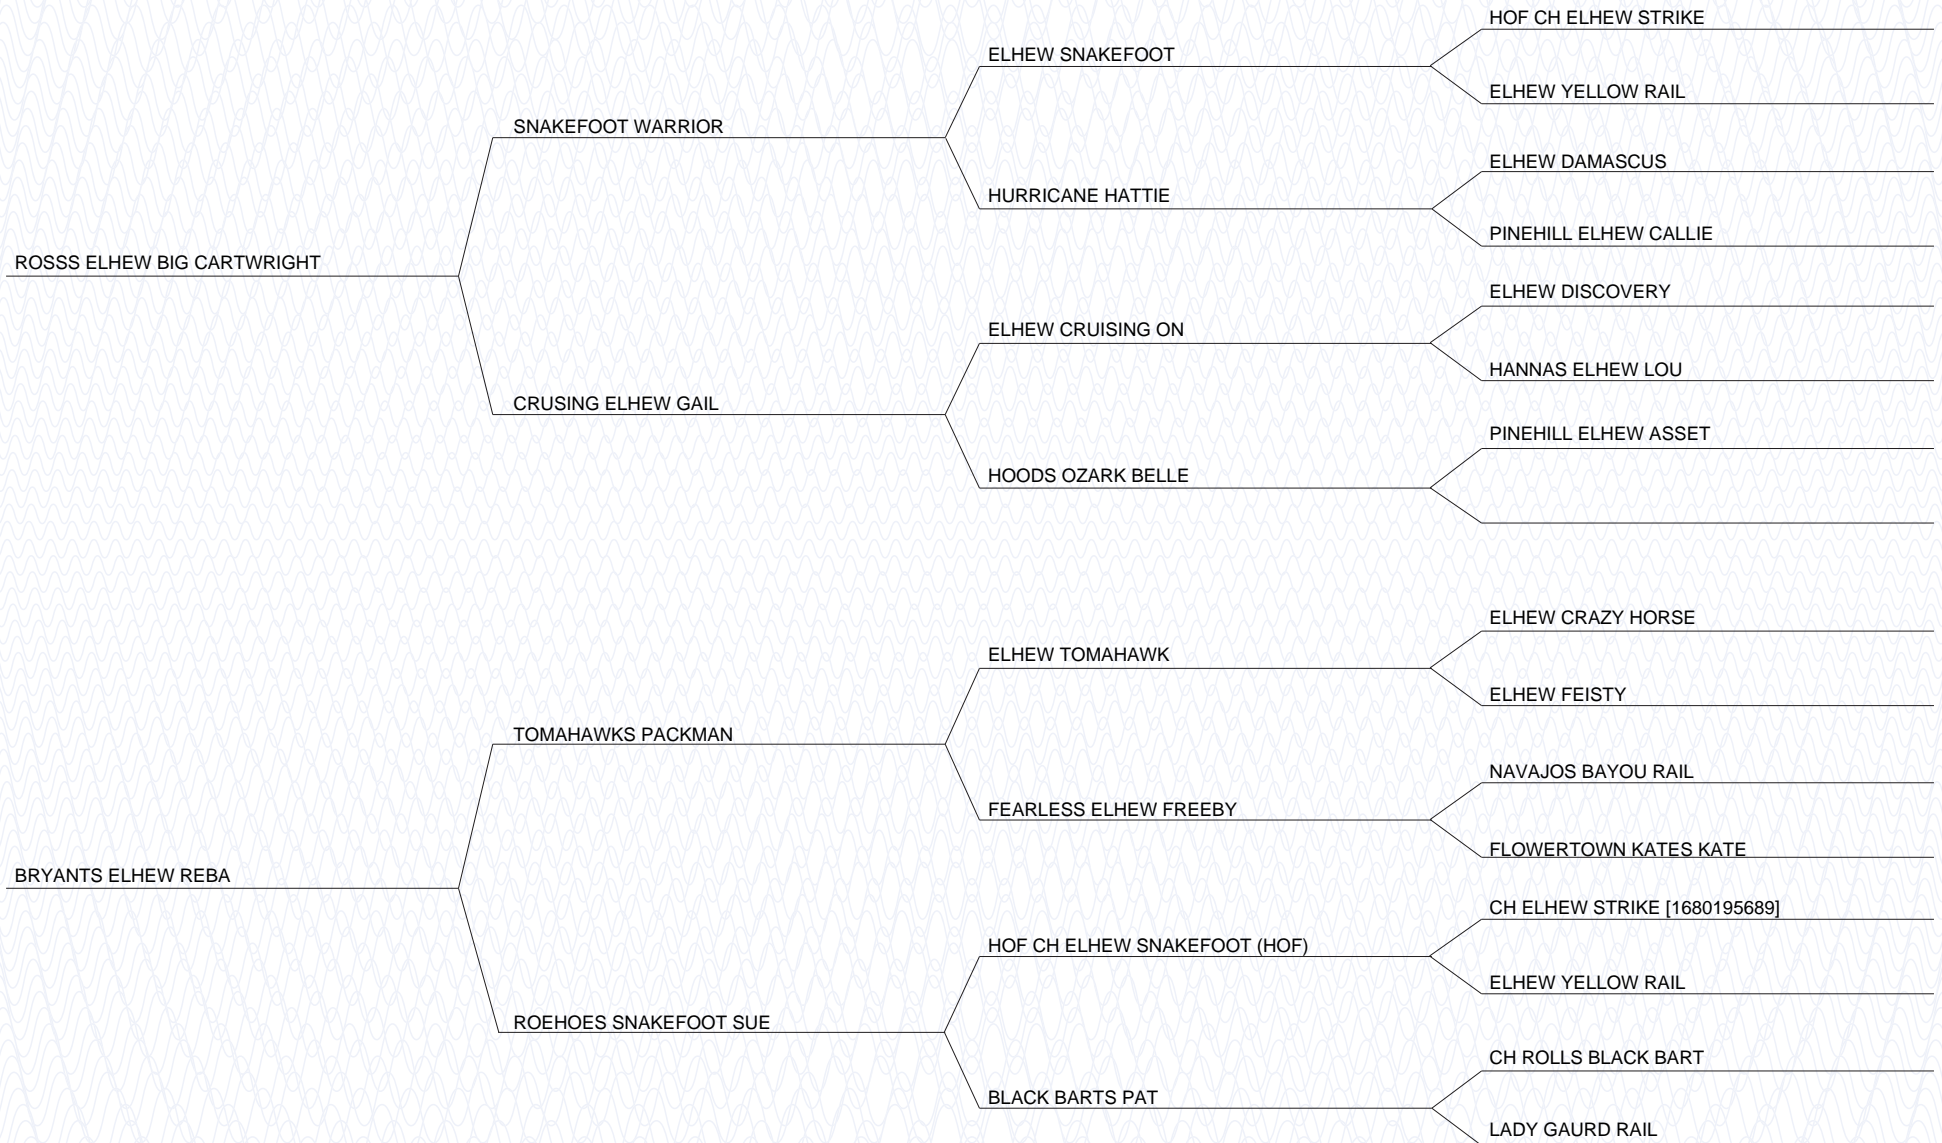 HOF CH ELHEW STRIKE
ELHEW SNAKEFOOT
ELHEW YELLOW RAIL
SNAKEFOOT WARRIOR
ELHEW DAMASCUS
HURRICANE HATTIE
PINEHILL ELHEW CALLIE
ROSSS ELHEW BIG CARTWRIGHT
ELHEW DISCOVERY
ELHEW CRUISING ON
HANNAS ELHEW LOU
CRUSING ELHEW GAIL
PINEHILL ELHEW ASSET
HOODS OZARK BELLE
ELHEW CRAZY HORSE
ELHEW TOMAHAWK
ELHEW FEISTY
TOMAHAWKS PACKMAN
NAVAJOS BAYOU RAIL
FEARLESS ELHEW FREEBY
FLOWERTOWN KATES KATE
BRYANTS ELHEW REBA
CH ELHEW STRIKE [1680195689]
HOF CH ELHEW SNAKEFOOT (HOF)
ELHEW YELLOW RAIL
ROEHOES SNAKEFOOT SUE
CH ROLLS BLACK BART
BLACK BARTS PAT
LADY GAURD RAIL